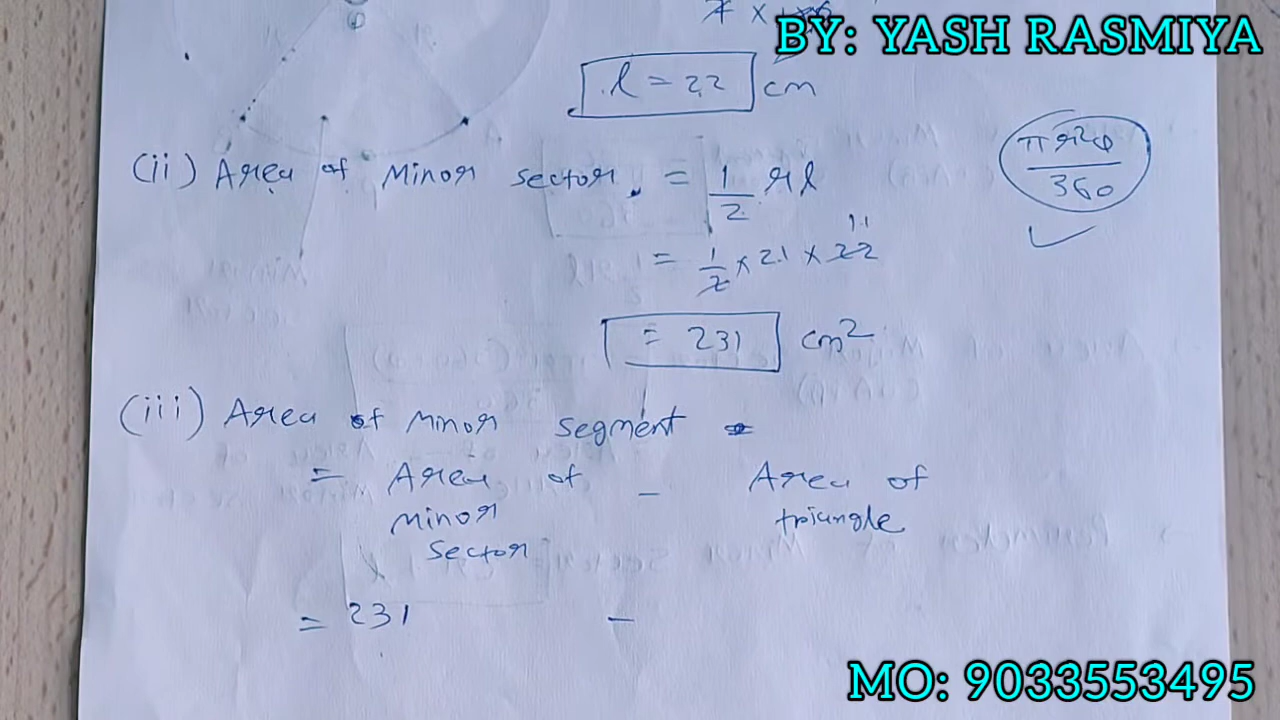 BY: YASH RASMIYA
l = 22 cm
(ii) Area of Minor sector = 1/2 rl
πr²θ/360
= 1/2 × 21 × 22
11
= 231 cm²
(iii) Area of minor segment
= Area of minor sector - Area of triangle
= 231 -
MO: 9033553495